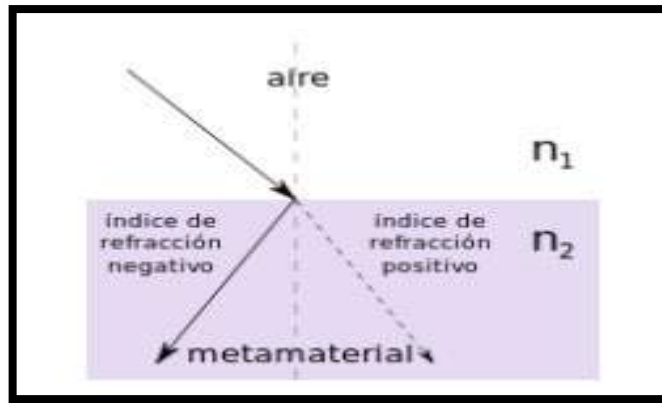 aire
n₁
índice de
refracción
negativo
índice de
refracción
positivo
n₂
metamaterial